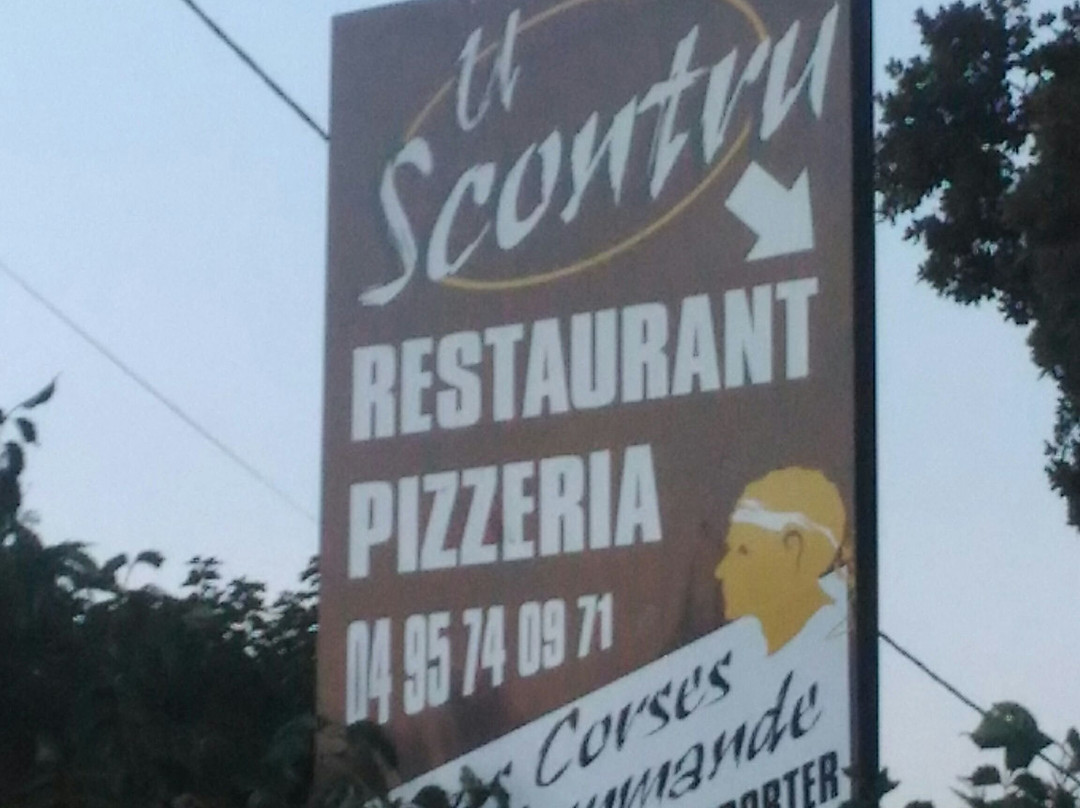 U
Scontru
RESTAURANT
PIZZERIA
04 95 74 09 71
Corses